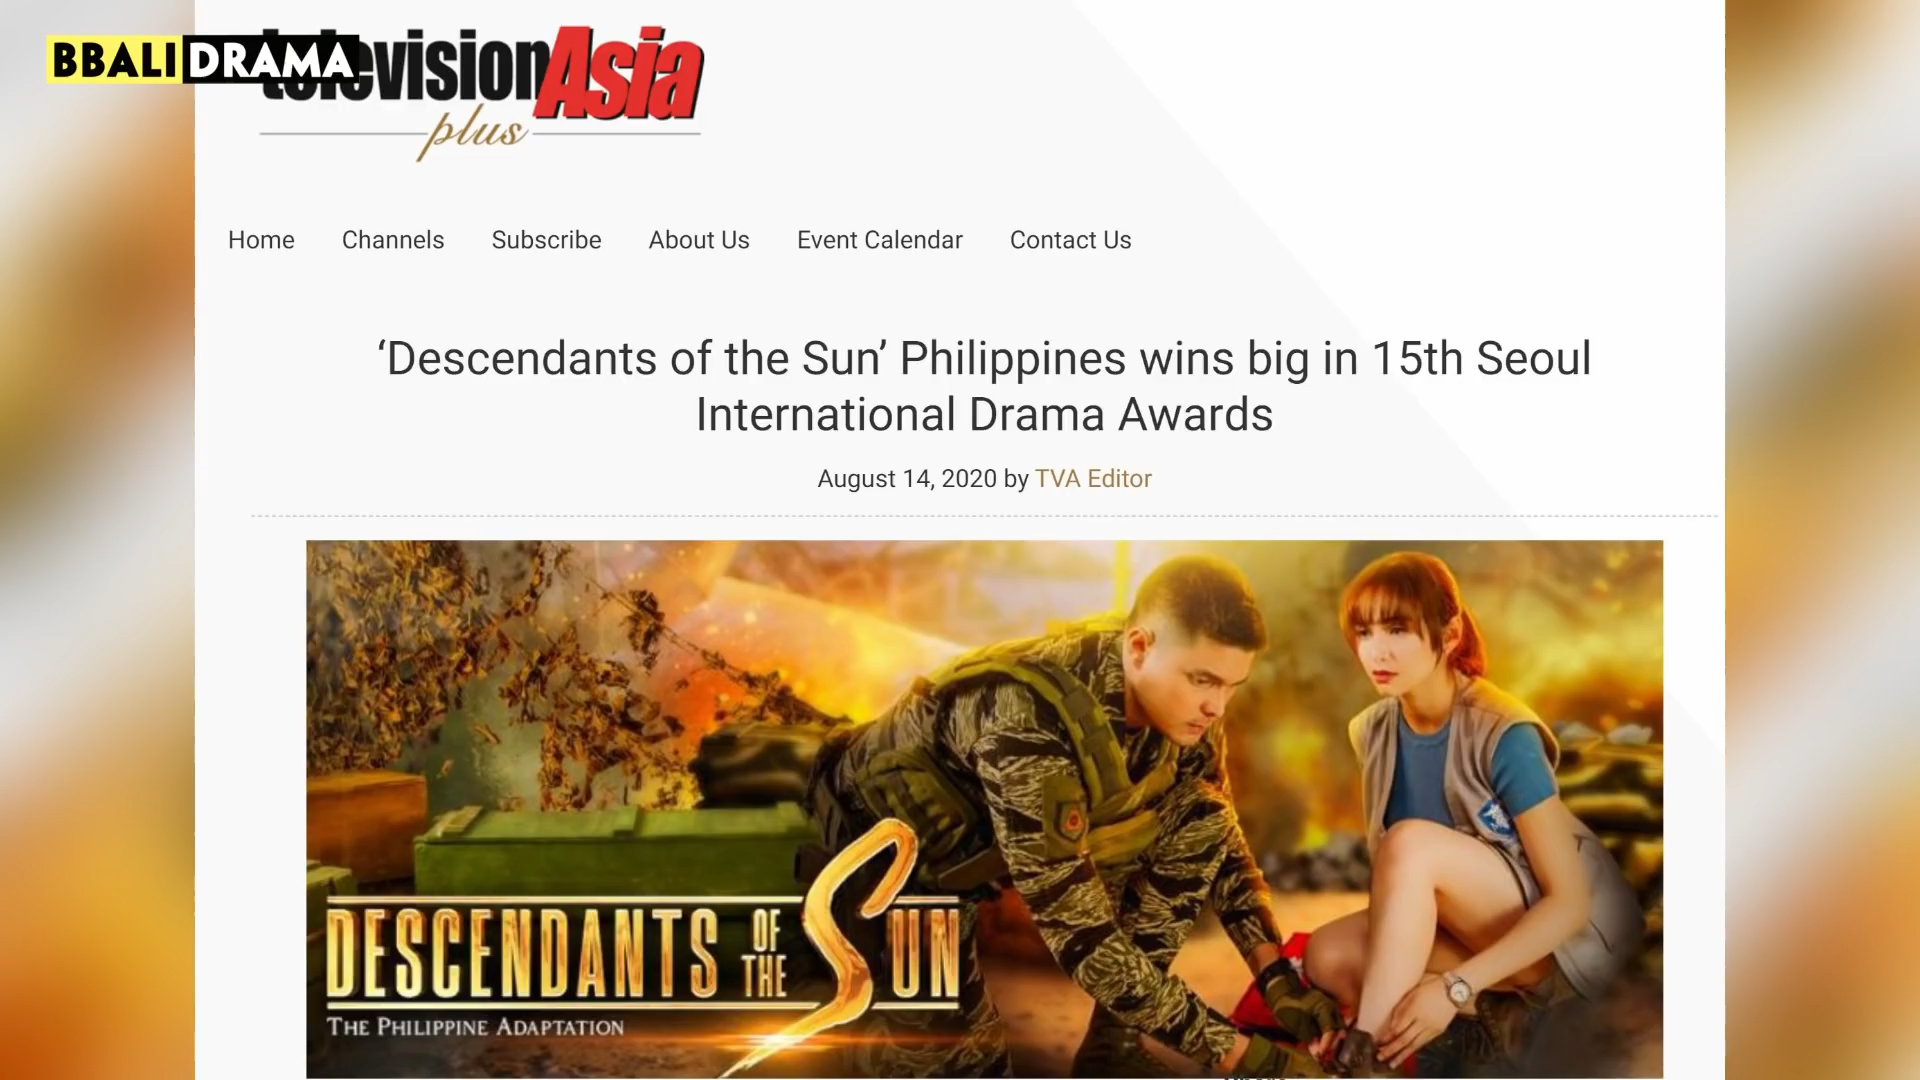 BBALI DRAMA
televisionAsia
plus
Home Channels Subscribe About Us Event Calendar Contact Us
‘Descendants of the Sun’ Philippines wins big in 15th Seoul
International Drama Awards
August 14, 2020 by TVA Editor
DESCENDANTS OF THE SUN
THE PHILIPPINE ADAPTATION